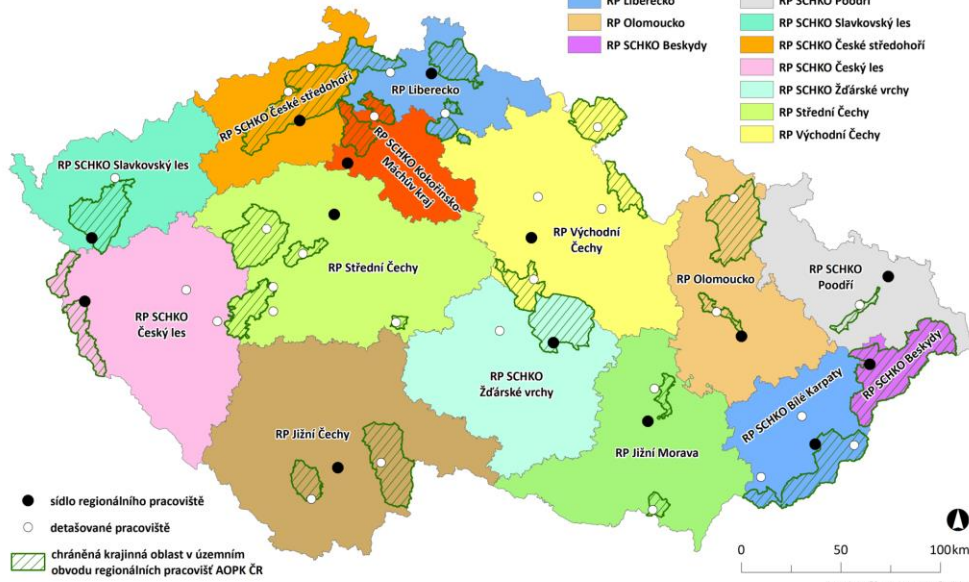 RP Liberecko
RP Olomoucko
RP SCHKO Beskydy
RP SCHKO Poodří
RP SCHKO Slavkovský les
RP SCHKO České středohoří
RP SCHKO Český les
RP SCHKO Žďárské vrchy
RP Střední Čechy
RP Východní Čechy
RP SCHKO České středohoří
RP Liberecko
RP SCHKO Slavkovský les
RP SCHKO Kokořínsko-
Máchův kraj
RP Východní
Čechy
RP Střední Čechy
RP Olomoucko
RP SCHKO
Poodří
RP SCHKO
Český les
RP SCHKO
Žďárské vrchy
RP SCHKO Beskydy
RP SCHKO Bílé Karpaty
RP Jižní Čechy
RP Jižní Morava
sídlo regionálního pracoviště
detašované pracoviště
chráněná krajinná oblast v územním
obvodu regionálních pracovišť AOPK ČR
0 50 100km